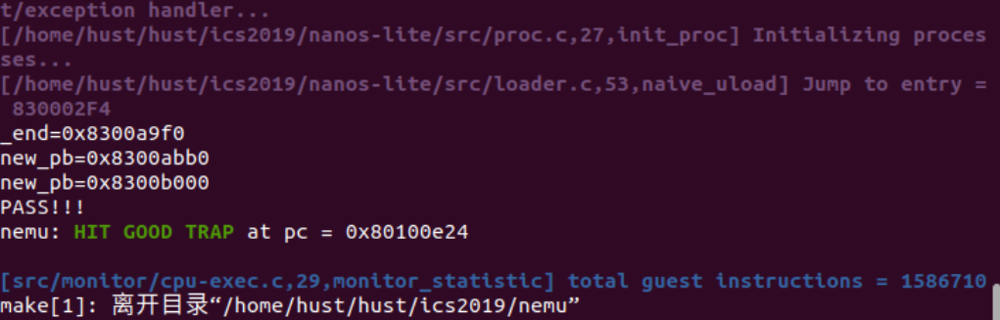 t/exception handler...
[/home/hust/hust/ics2019/nanos-lite/src/proc.c,27,init_proc] Initializing proces
ses...
[/home/hust/hust/ics2019/nanos-lite/src/loader.c,53,naive_uload] Jump to entry =
 830002F4
_end=0x8300a9f0
new_pb=0x8300abb0
new_pb=0x8300b000
PASS!!!
nemu: HIT GOOD TRAP at pc = 0x80100e24
[src/monitor/cpu-exec.c,29,monitor_statistic] total guest instructions = 1586710
make[1]: 离开目录“/home/hust/hust/ics2019/nemu”